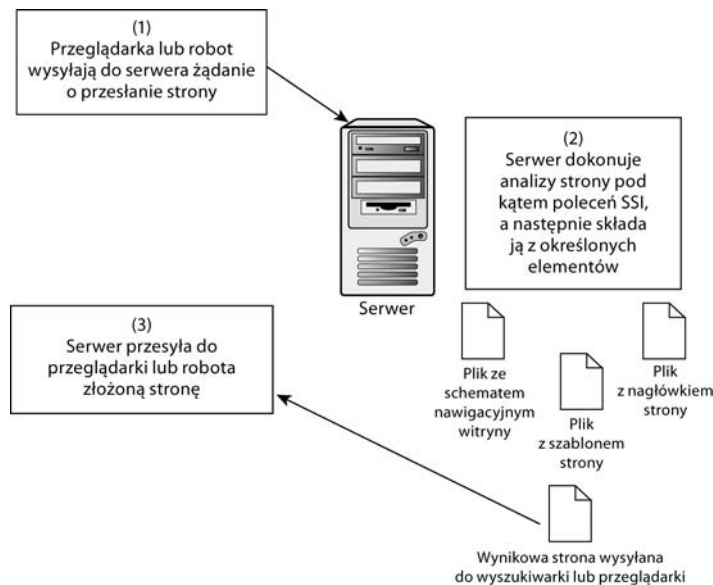 (1)
Przeglądarka lub robot
wysyłają do serwera żądanie
o przesłanie strony
(2)
Serwer dokonuje
analizy strony pod
kątem poleceń SSI,
a następnie składa
ją z określonych
elementów
Serwer
(3)
Serwer przesyła do
przeglądarki lub robota
złożoną stronę
Plik ze
schematem
nawigacyjnym
witryny
Plik
z szablonem
strony
Plik
z nagłówkiem
strony
Wynikowa strona wysyłana
do wyszukiwarki lub przeglądarki